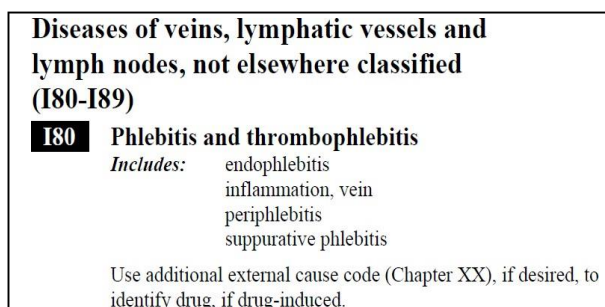 Diseases of veins, lymphatic vessels and
lymph nodes, not elsewhere classified
(I80-I89)
I80 Phlebitis and thrombophlebitis
Includes: endophlebitis
inflammation, vein
periphlebitis
suppurative phlebitis
Use additional external cause code (Chapter XX), if desired, to
identify drug, if drug-induced.